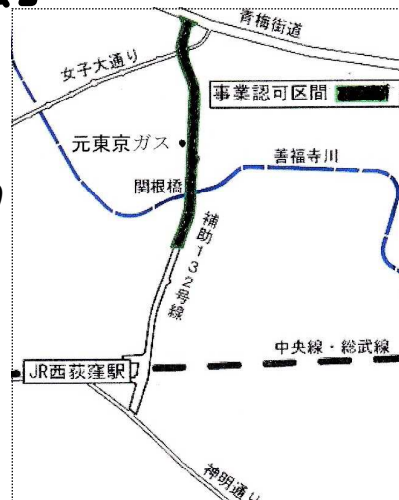 青梅街道
女子大通り
事業認可区間
元東京ガス
善福寺川
関根橋
補助132号線
中央線・総武線
JR西荻窪駅
神明通り